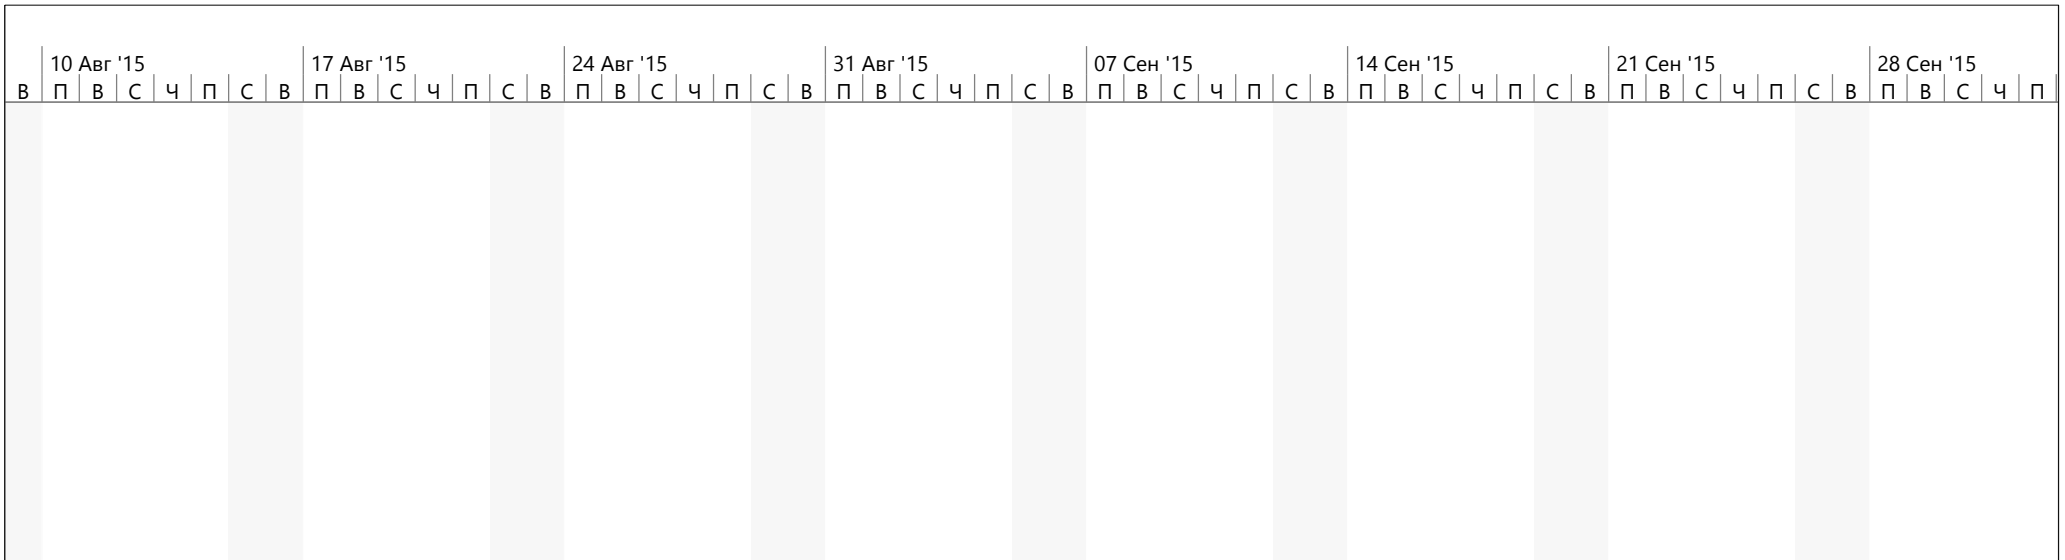 10 Авг '15 17 Авг '15 24 Авг '15 31 Авг '15 07 Сен '15 14 Сен '15 21 Сен '15 28 Сен '15
В П В С Ч П С В П В С Ч П С В П В С Ч П С В П В С Ч П С В П В С Ч П С В П В С Ч П С В П В С Ч П С В П В С Ч П